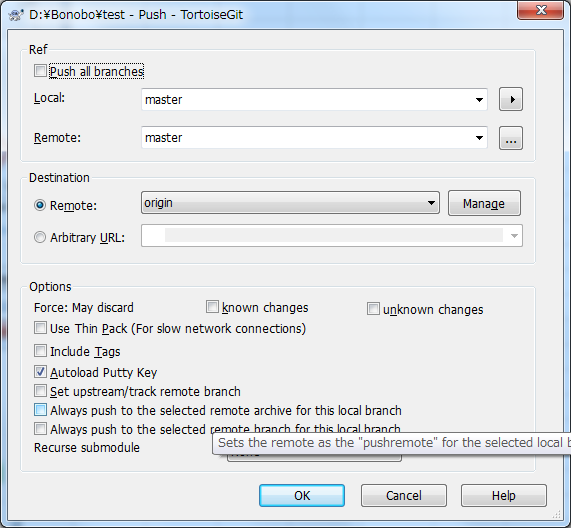 D:¥Bonobo¥test - Push - TortoiseGit
Ref
Push all branches
Local:
master
Remote:
master
...
Destination
Remote:
origin
Manage
Arbitrary URL:
Options
Force: May discard
known changes
unknown changes
Use Thin Pack (For slow network connections)
Include Tags
Autoload Putty Key
Set upstream/track remote branch
Always push to the selected remote archive for this local branch
Always push to the selected remote branch for this local branch
Sets the remote as the "pushremote" for the selected local
Recurse submodule
OK
Cancel
Help